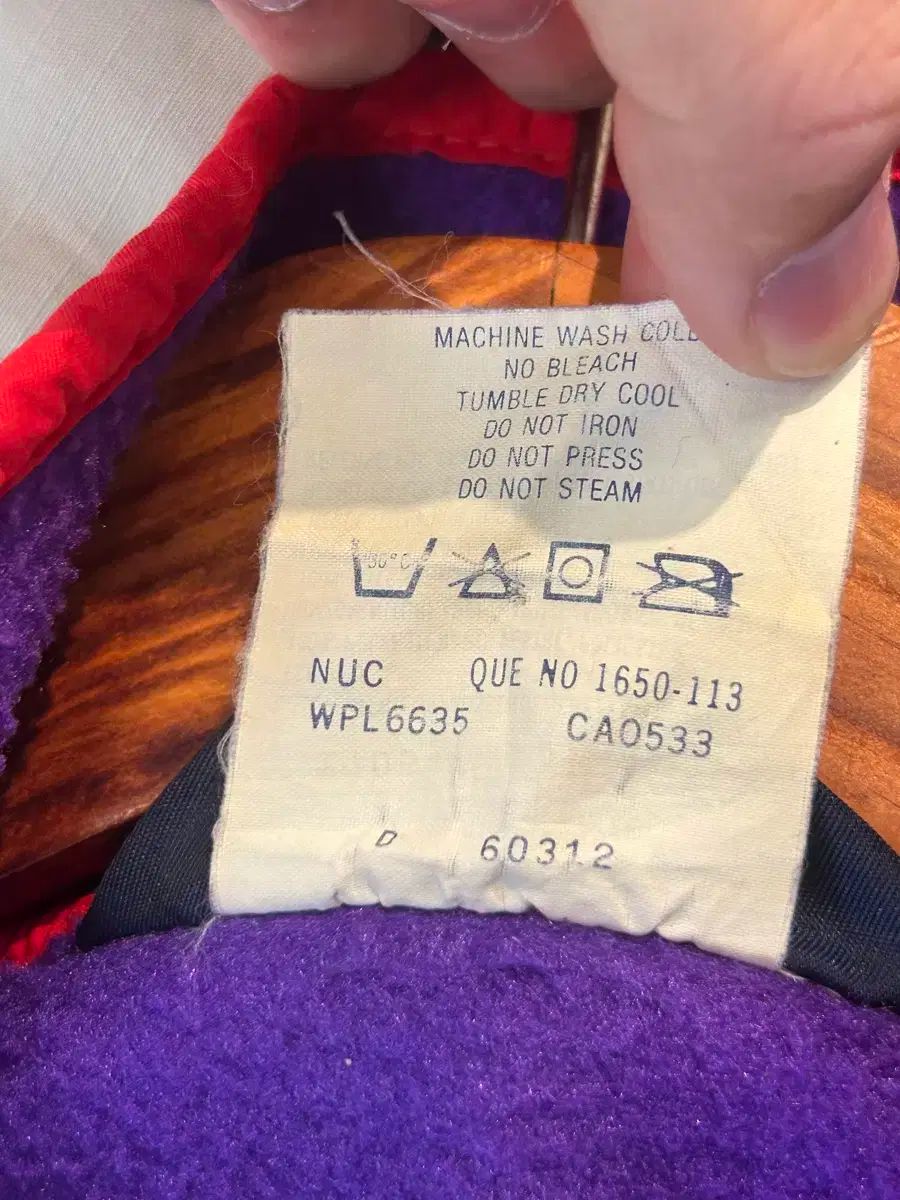 MACHINE WASH COLD
NO BLEACH
TUMBLE DRY COOL
DO NOT IRON
DO NOT PRESS
DO NOT STEAM
30°C
NUC QUE NO 1650-113
WPL6635 CA0533
D 60312